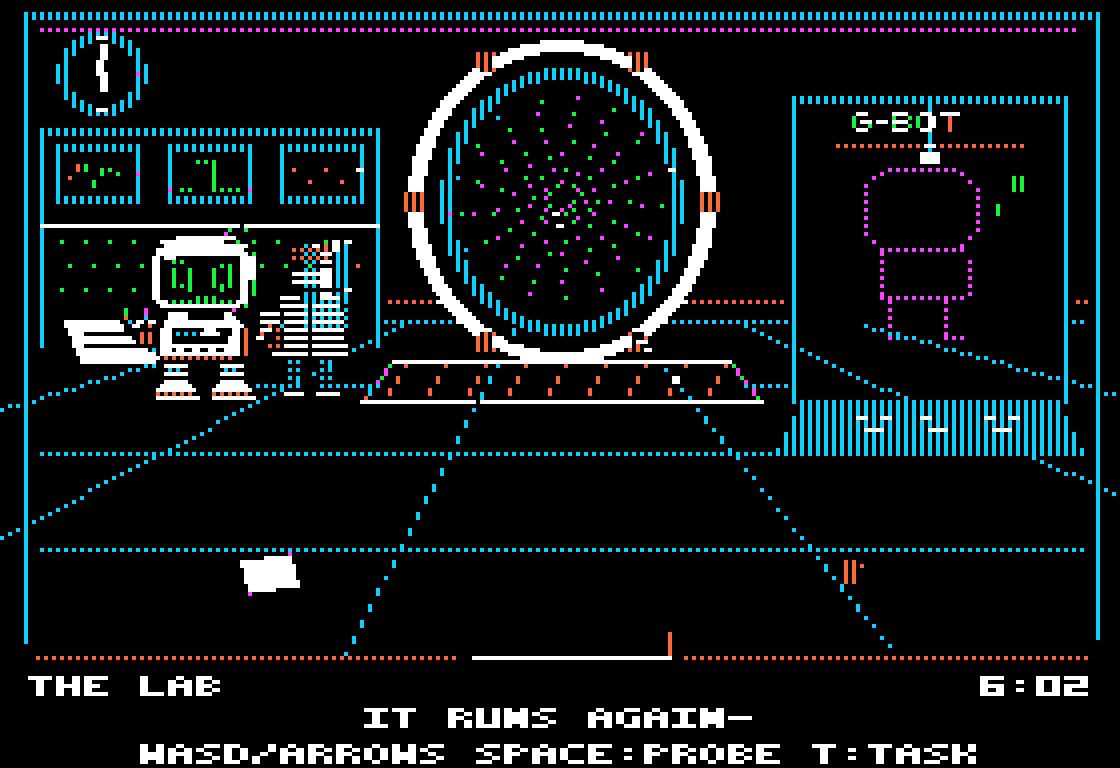 G-BOT
THE LAB 6:02
IT RUNS AGAIN-
WASD/ARROWS SPACE:PROBE T:TASK